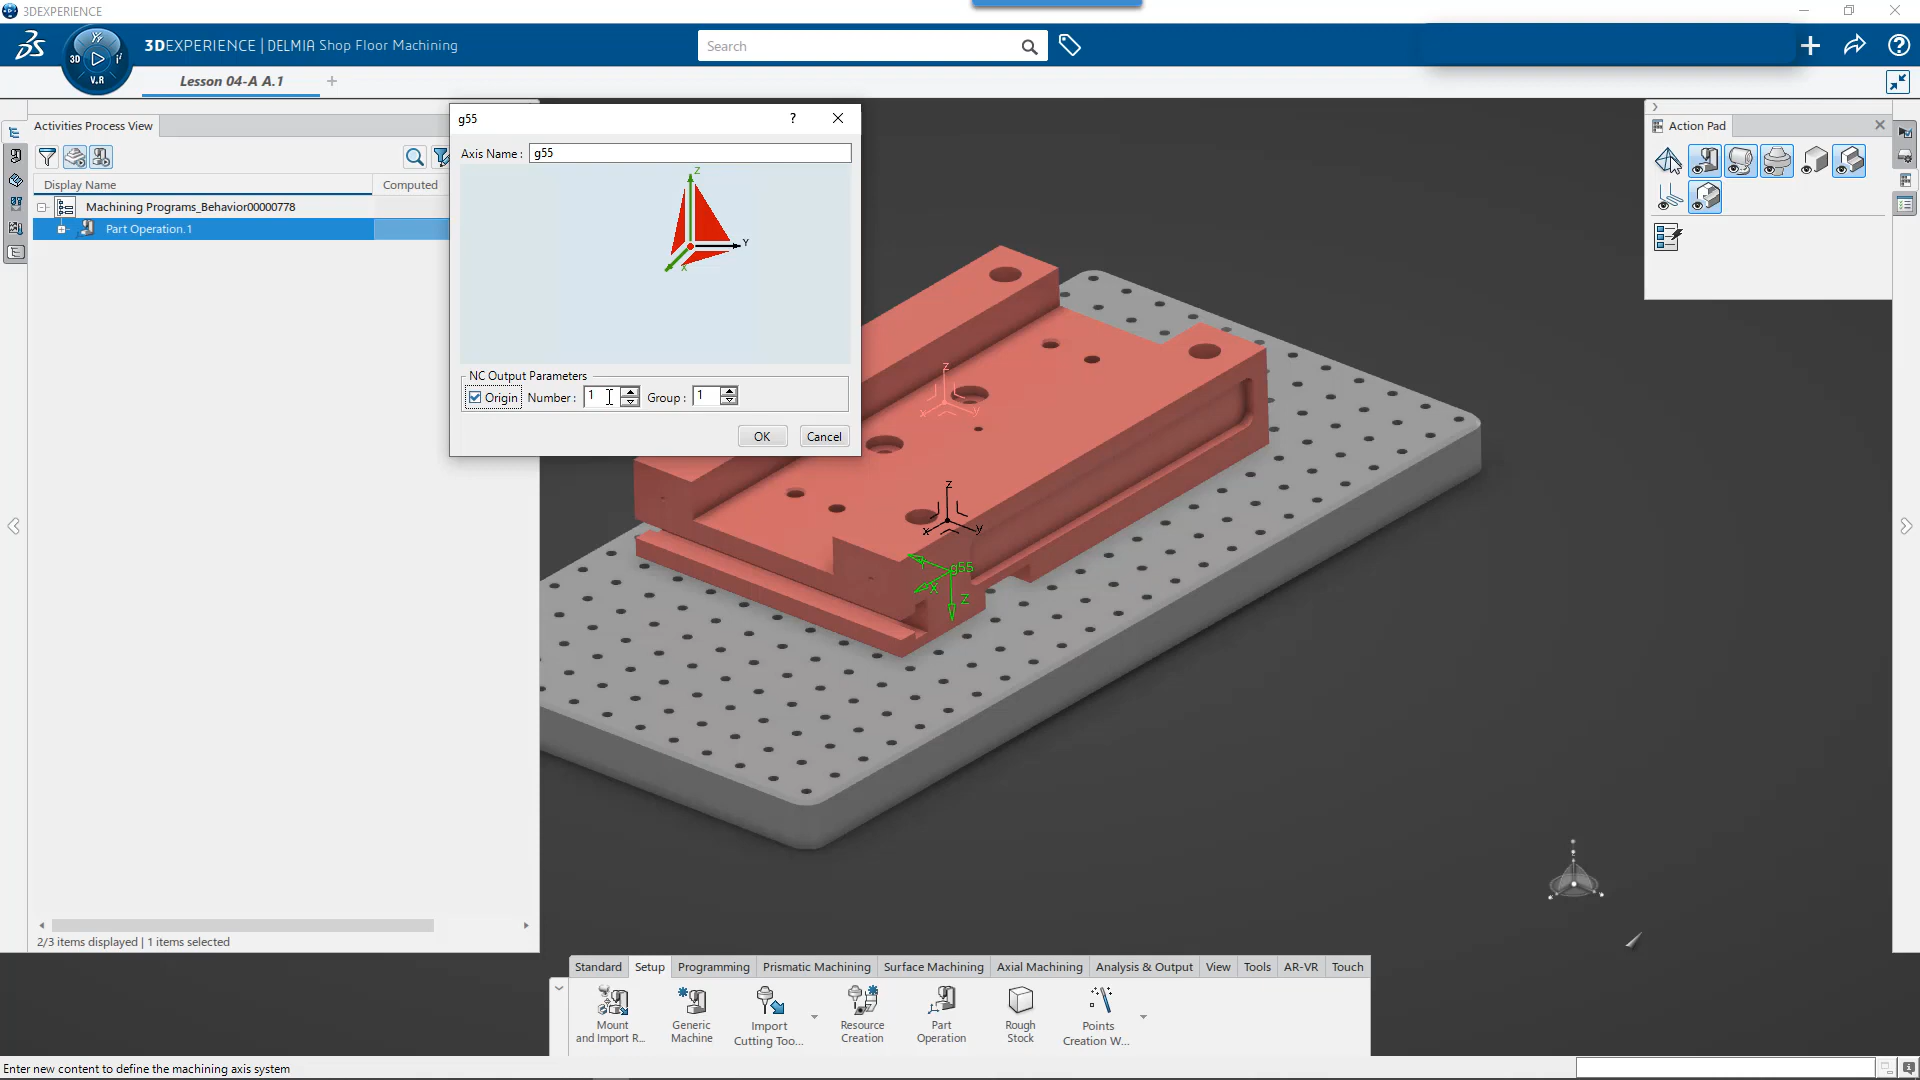 3DEXPERIENCE
3DEXPERIENCE | DELMIA Shop Floor Machining
Search
3D
V.R
Lesson 04-A A.1
+
Activities Process View
Display Name
Computed
Machining Programs_Behavior00000778
Part Operation.1
2/3 items displayed | 1 items selected
g55
?
Axis Name :
g55
Z
Y
X
NC Output Parameters
Origin
Number :
1
Group :
1
OK
Cancel
z
x
y
z
x
y
g55
Y
X
Z
Action Pad
Standard
Setup
Programming
Prismatic Machining
Surface Machining
Axial Machining
Analysis & Output
View
Tools
AR-VR
Touch
Mount
and Import R...
Generic
Machine
Import
Cutting Too...
Resource
Creation
Part
Operation
Rough
Stock
Points
Creation W...
Enter new content to define the machining axis system